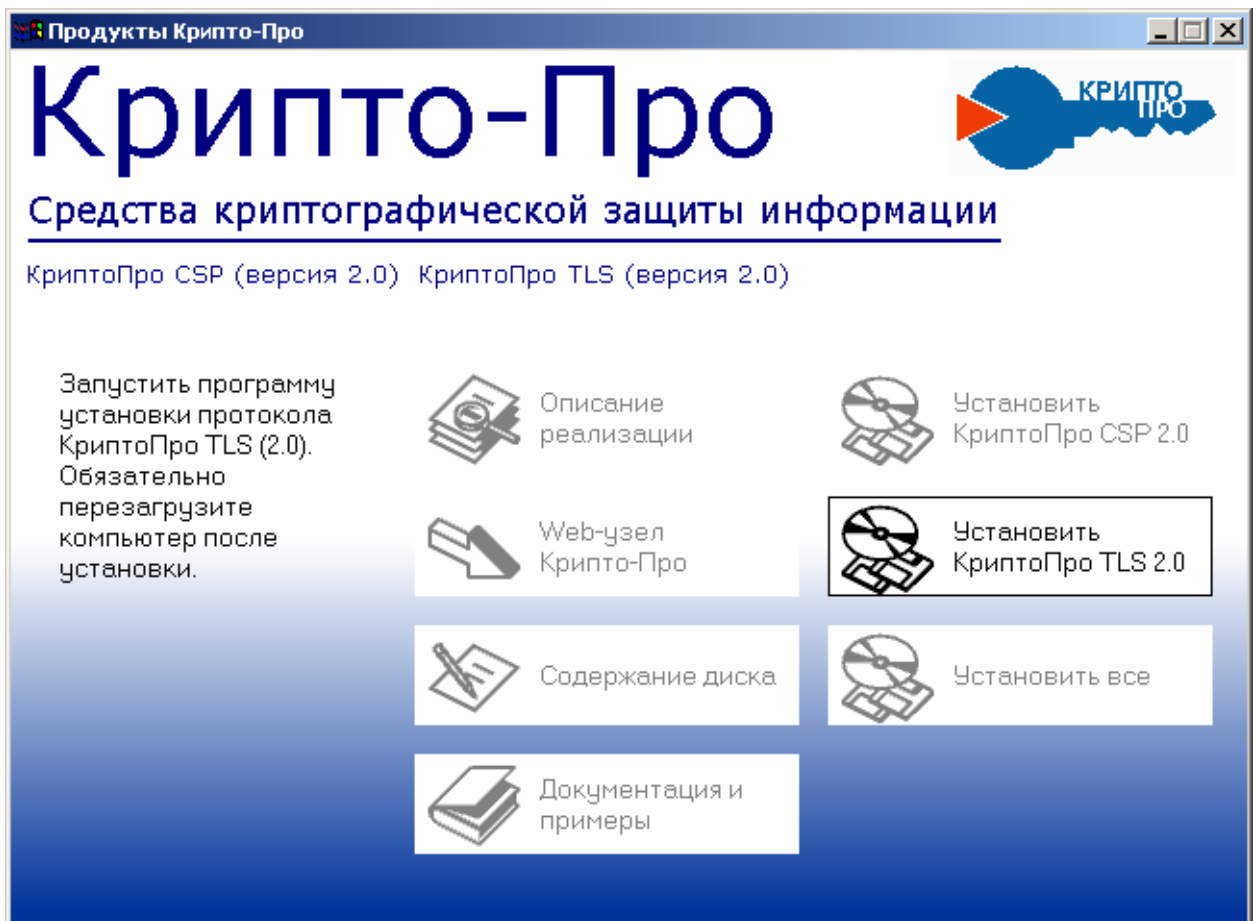 Продукты Крипто-Про
Крипто-Про
КРИПТО
ПРО
Средства криптографической защиты информации
КриптоПро CSP (версия 2.0) КриптоПро TLS (версия 2.0)
Запустить программу
установки протокола
КриптоПро TLS (2.0).
Обязательно
перезагрузите
компьютер после
установки.
Описание
реализации
Установить
КриптоПро CSP 2.0
Web-узел
Крипто-Про
Установить
КриптоПро TLS 2.0
Содержание диска
Установить все
Документация и
примеры